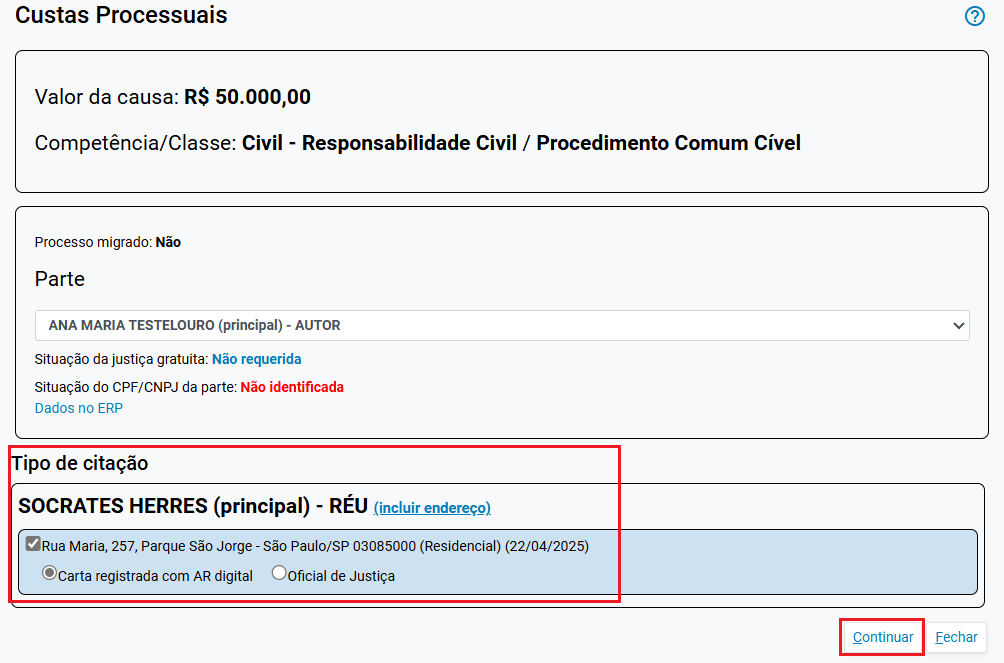 Custas Processuais
?
Valor da causa: R$ 50.000,00
Competência/Classe: Civil - Responsabilidade Civil / Procedimento Comum Cível
Processo migrado: Não
Parte
ANA MARIA TESTELOURO (principal) - AUTOR
Situação da justiça gratuita: Não requerida
Situação do CPF/CNPJ da parte: Não identificada
Dados no ERP
Tipo de citação
SOCRATES HERRES (principal) - RÉU (incluir endereço)
Rua Maria, 257, Parque São Jorge - São Paulo/SP 03085000 (Residencial) (22/04/2025)
Carta registrada com AR digital Oficial de Justiça
Continuar Fechar